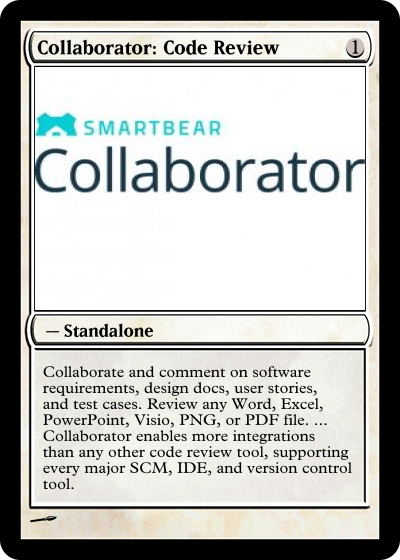 Collaborator: Code Review 1
SMARTBEAR
Collaborator
— Standalone
Collaborate and comment on software
requirements, design docs, user stories,
and test cases. Review any Word, Excel,
PowerPoint, Visio, PNG, or PDF file. ...
Collaborator enables more integrations
than any other code review tool, supporting
every major SCM, IDE, and version control
tool.